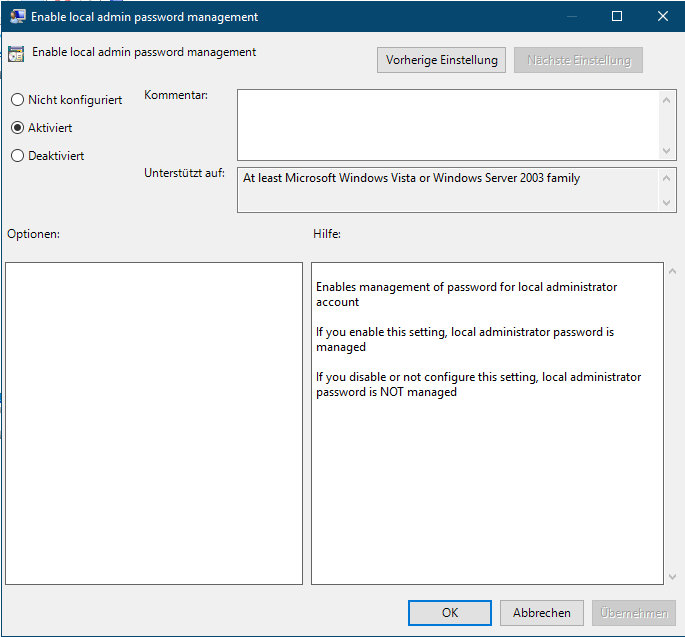 Enable local admin password management
Enable local admin password management
Vorherige Einstellung
Nächste Einstellung
Nicht konfiguriert
Kommentar:
Aktiviert
Deaktiviert
Unterstützt auf:
At least Microsoft Windows Vista or Windows Server 2003 family
Optionen:
Hilfe:
Enables management of password for local administrator
account
If you enable this setting, local administrator password is
managed
If you disable or not configure this setting, local administrator
password is NOT managed
OK
Abbrechen
Übernehmen